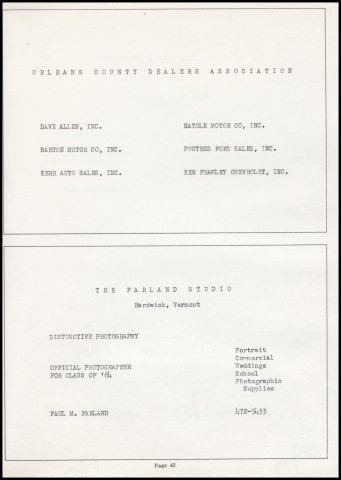 ORLEANS COUNTY DEALERS ASSOCIATION
DAVE ALLEN, INC.
NATOLE MOTOR CO, INC.
BARTON MOTOR CO, INC.
POUTRES FORD SALES, INC.
KERR AUTO SALES, INC.
KEN FRAWLEY CHEVROLET, INC.
THE FARLAND STUDIO
Hardwick, Vermont
DISTINCTIVE PHOTOGRAPHY
OFFICIAL PHOTOGRAPHER
FOR CLASS OF '64
PAUL M. FARLAND
Portrait
Commercial
Weddings
School
Photographic
Supplies
472-5433
Page 42